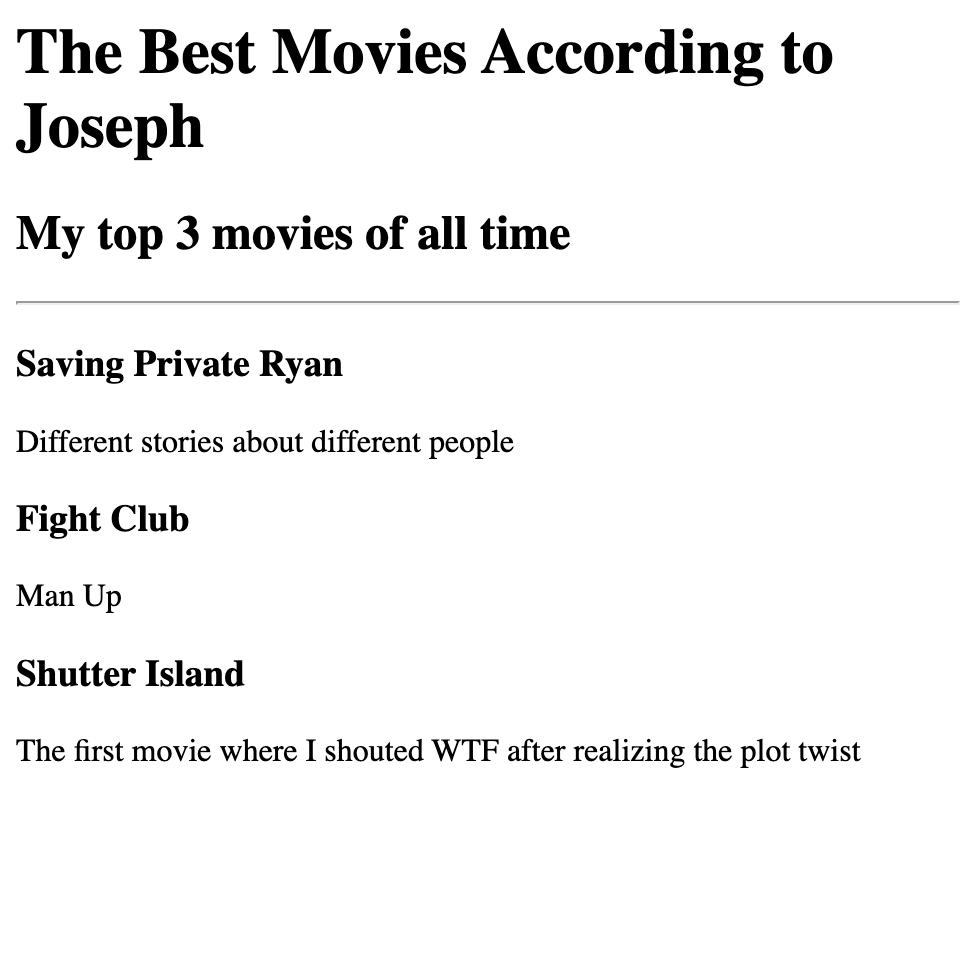 The Best Movies According to
Joseph
My top 3 movies of all time
Saving Private Ryan
Different stories about different people
Fight Club
Man Up
Shutter Island
The first movie where I shouted WTF after realizing the plot twist